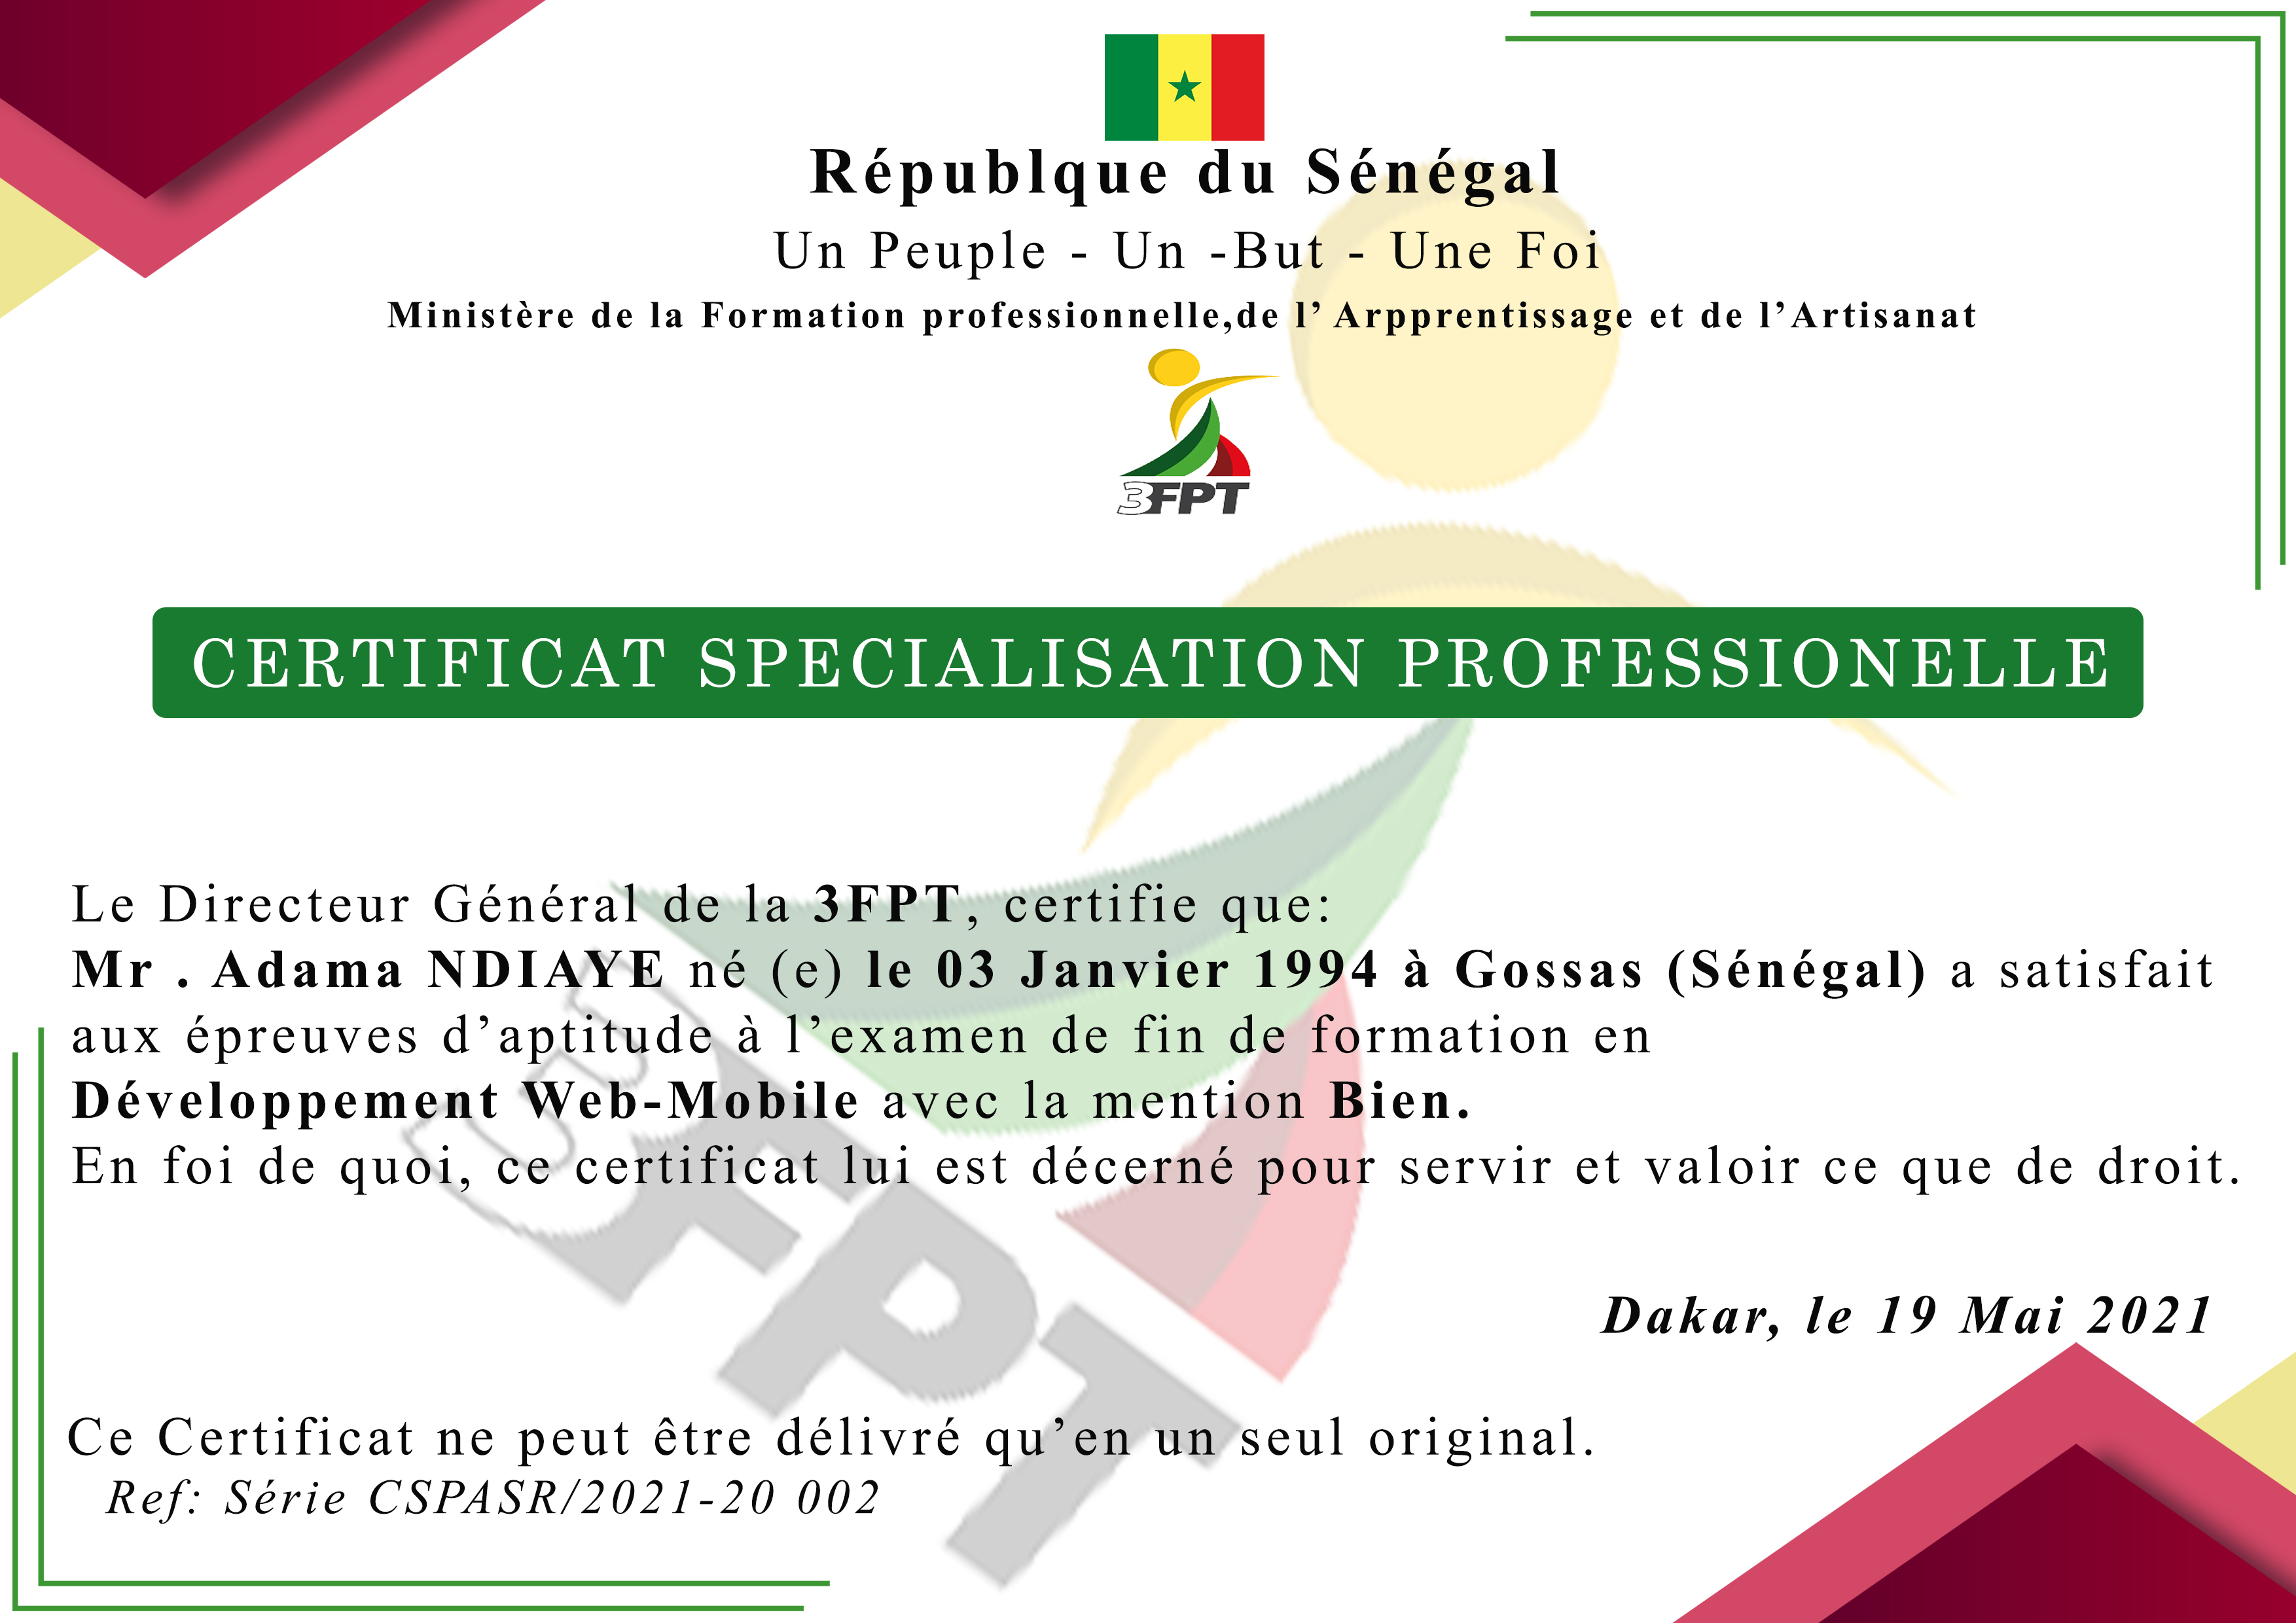 Républque du Sénégal
Un Peuple - Un -But - Une Foi
Ministère de la Formation professionnelle,de l’ Arpprentissage et de l’Artisanat
3FPT
CERTIFICAT SPECIALISATION PROFESSIONELLE
Le Directeur Général de la 3FPT, certifie que:
Mr . Adama NDIAYE né (e) le 03 Janvier 1994 à Gossas (Sénégal) a satisfait
aux épreuves d’aptitude à l’examen de fin de formation en
Développement Web-Mobile avec la mention Bien.
En foi de quoi, ce certificat lui est décerné pour servir et valoir ce que de droit.
3FPT
Dakar, le 19 Mai 2021
Ce Certificat ne peut être délivré qu’en un seul original.
Ref: Série CSPASR/2021-20 002